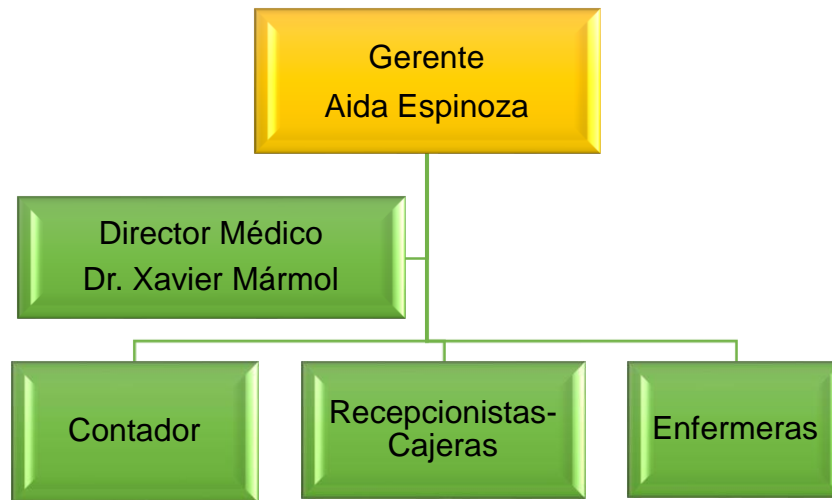 Gerente
Aida Espinoza
Director Médico
Dr. Xavier Mármol
Contador
Recepcionistas-
Cajeras
Enfermeras